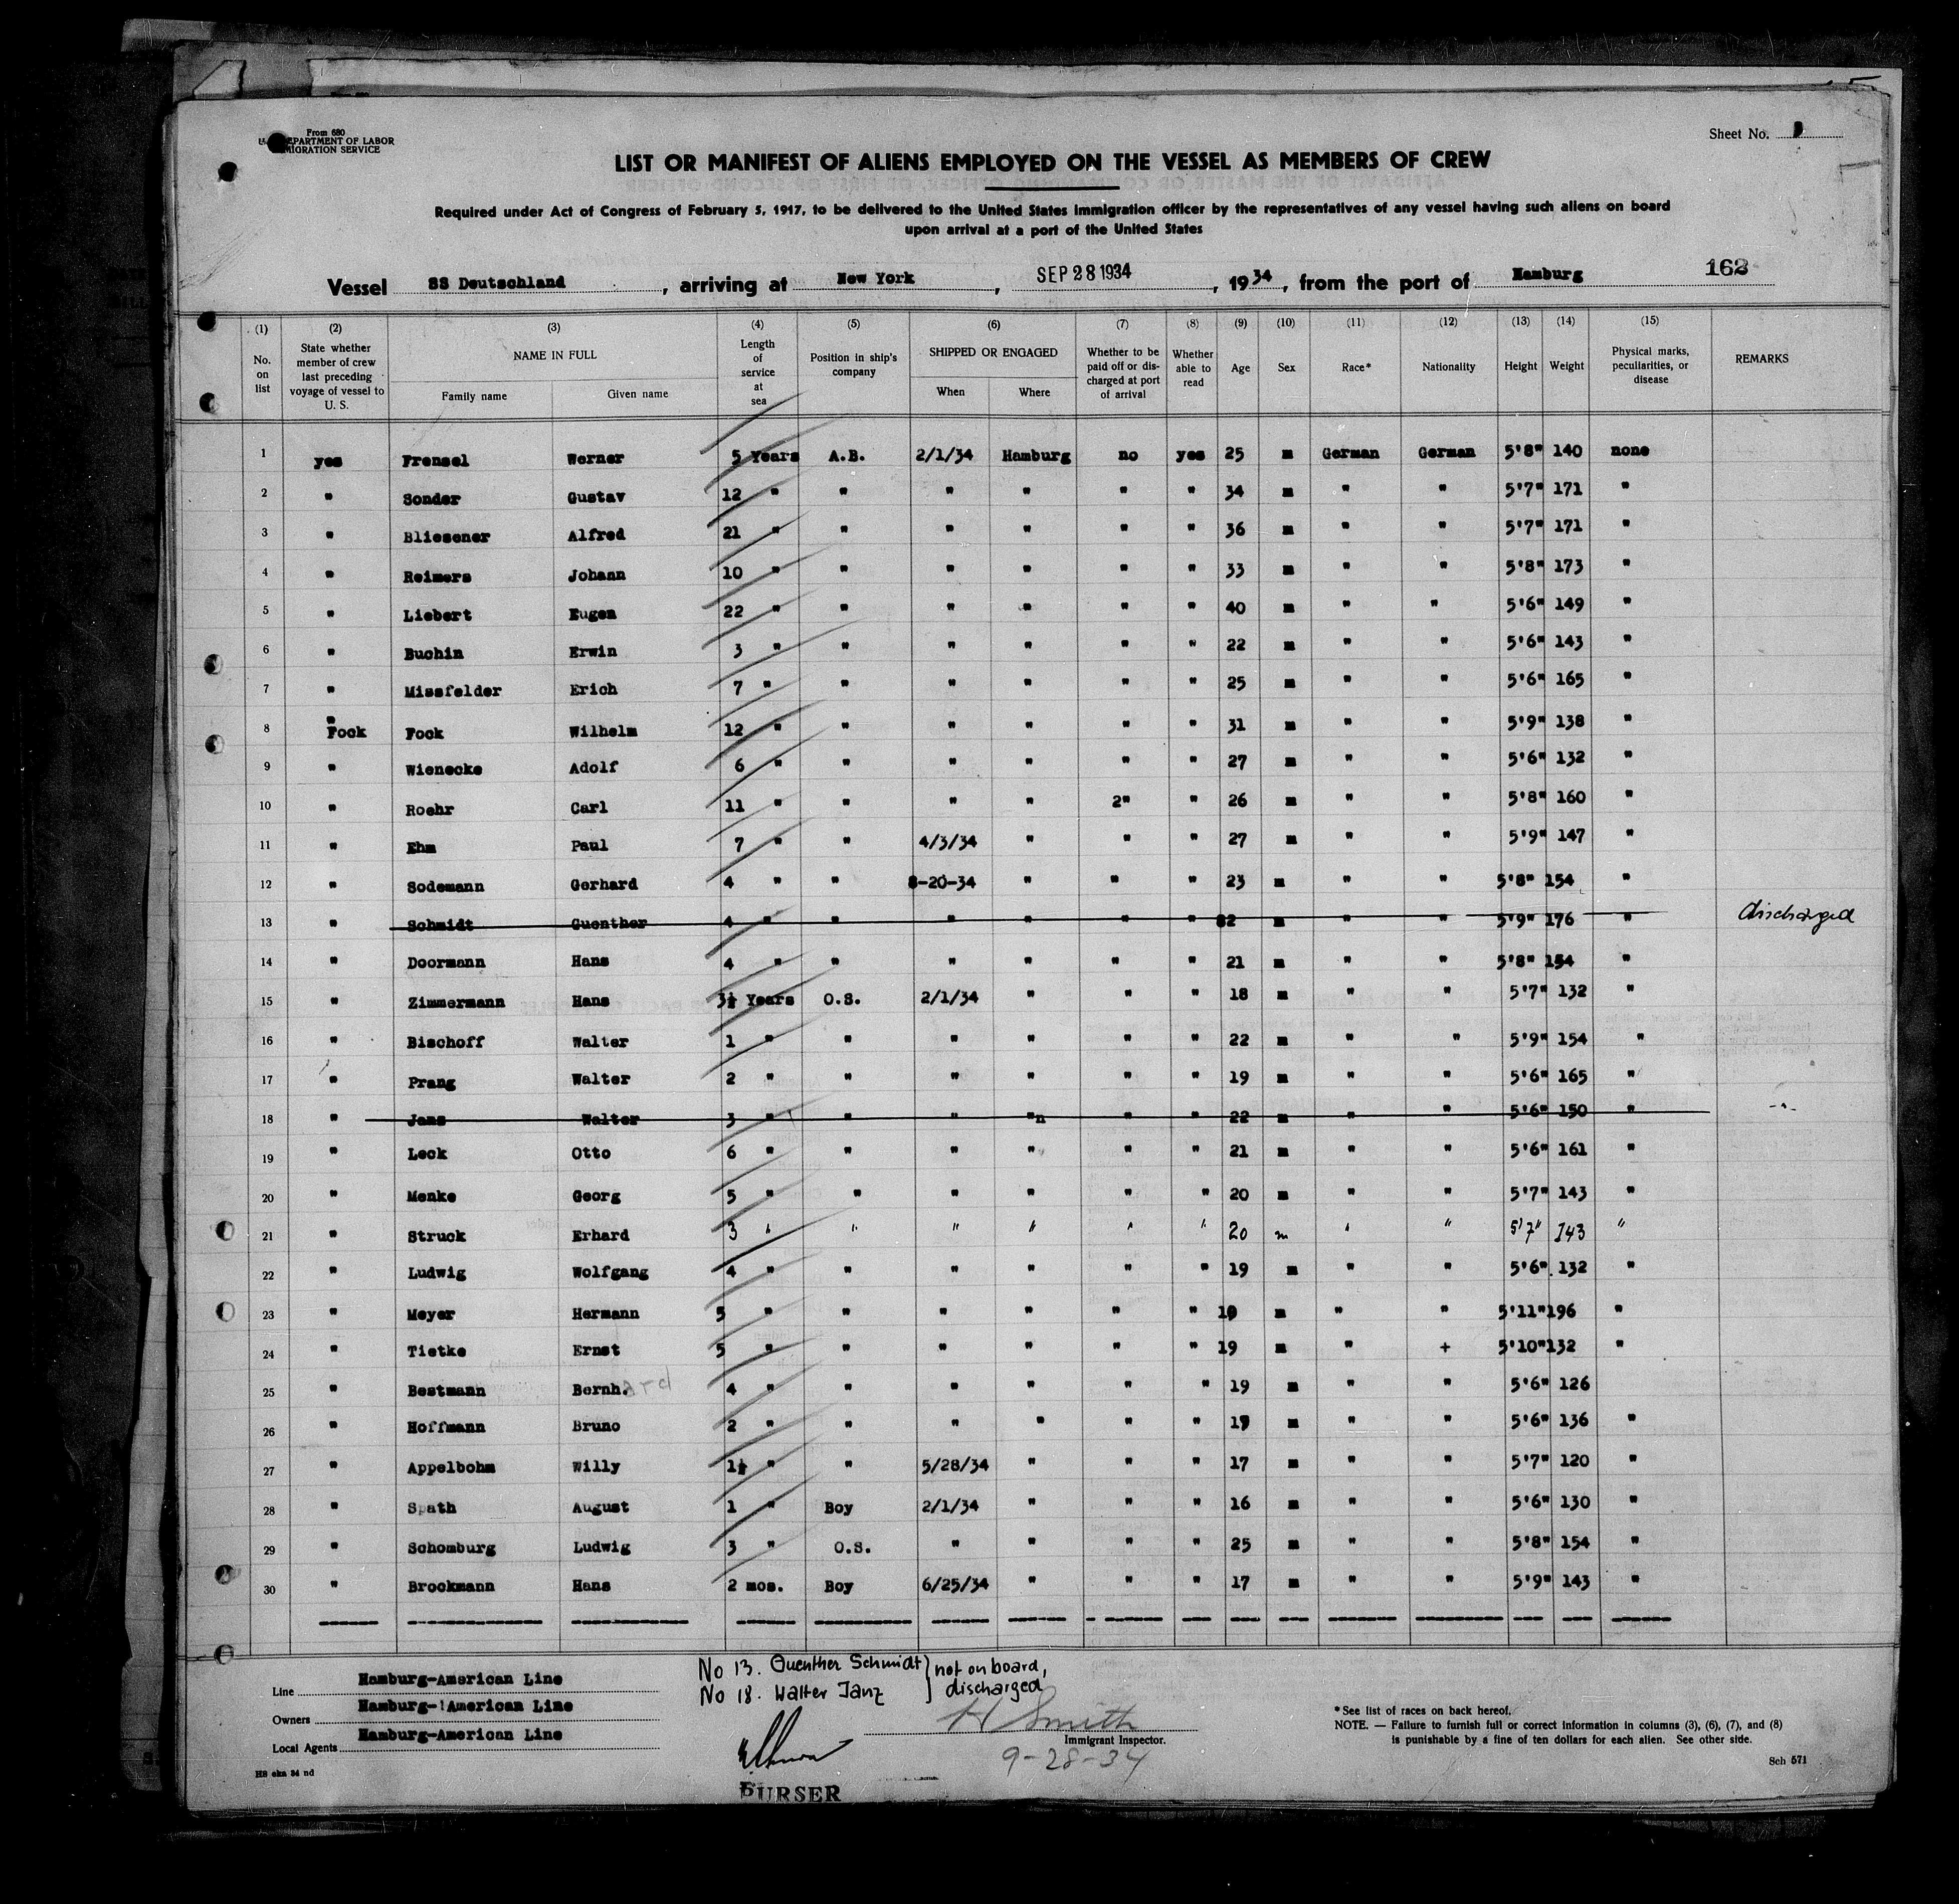 From 680
DEPARTMENT OF LABOR
IMMIGRATION SERVICE
Sheet No.
LIST OR MANIFEST OF ALIENS EMPLOYED ON THE VESSEL AS MEMBERS OF CREW
Required under Act of Congress of February 5, 1917, to be delivered to the United States immigration officer by the representatives of any vessel having such aliens on board
upon arrival at a port of the United States
Vessel SS Deutschland, arriving at New York, SEP 28 1934, 1934, from the port of Hamburg 162
(1) No. on list (2) State whether member of crew last preceding voyage of vessel to U. S. (3) NAME IN FULL Family name Given name (4) Length of service at sea (5) Position in ship's company (6) SHIPPED OR ENGAGED When Where (7) Whether to be paid off or discharged at port of arrival (8) Whether able to read (9) Age (10) Sex (11) Race* (12) Nationality (13) Height (14) Weight (15) Physical marks, peculiarities, or disease REMARKS
1 yes Frensel Werner 5 Years A.B. 2/1/34 Hamburg no yes 25 m German German 5'8" 140 none
2 " Sonder Gustav 12 " " " " " " 34 m " " 5'7" 171 "
3 " Bliesener Alfred 21 " " " " " " 36 m " " 5'7" 171 "
4 " Reimers Johann 10 " " " " " " 33 m " " 5'8" 173 "
5 " Liebert Eugen 22 " " " " " " 40 m " " 5'6" 149 "
6 " Buchin Erwin 3 " " " " " " 22 m " " 5'6" 143 "
7 " Missfelder Erich 7 " " " " " " 25 m " " 5'6" 165 "
8 " Fock Fock Wilhelm 12 " " " " " " 31 m " " 5'9" 138 "
9 " Wienecke Adolf 6 " " " " " " 27 m " " 5'6" 132 "
10 " Roehr Carl 11 " " " " 2" " 26 m " " 5'8" 160 "
11 " Ehm Paul 7 " " 4/3/34 " " " 27 m " " 5'9" 147 "
12 " Sodemann Gerhard 4 " " 8-20-34 " " " 23 m " " 5'8" 154 "
13 " Schmidt Guenther 4 " " " " " " 22 m " " 5'9" 176 " discharged
14 " Doormann Hans 4 " " " " " " 21 m " " 5'8" 154 "
15 " Zimmermann Hans 3½ Years O.S. 2/1/34 " " " 18 m " " 5'7" 132 "
16 " Bischoff Walter 1 " " " " " " 22 m " " 5'9" 154 "
17 " Prang Walter 2 " " " " " " 19 m " " 5'6" 165 "
18 " Jans Walter 3 " " " "n " " 22 m " " 5'6" 150 " -"-
19 " Leck Otto 6 " " " " " " 21 m " " 5'6" 161 "
20 " Menke Georg 5 " " " " " " 20 m " " 5'7" 143 "
21 " Struck Erhard 3 " " " " " " 20 m " " 5'7" 143 "
22 " Ludwig Wolfgang 4 " " " " " " 19 m " " 5'6" 132 "
23 " Meyer Hermann 5 " " " " " " 19 m " " 5'11" 196 "
24 " Tietke Ernst 5 " " " " " " 19 m " + 5'10" 132 "
25 " Bestmann Bernh. 4 " " " " " " 19 m " " 5'6" 126
26 " Hoffmann Bruno 2 " " " " " " 19 m " " 5'6" 136 "
27 " Appelbohm Willy 1½ " " 5/28/34 " " " 17 m " " 5'7" 120 "
28 " Spath August 1 " Boy 2/1/34 " " " 16 m " " 5'6" 130 "
29 " Schomburg Ludwig 3 " O.S. " " " " 25 m " " 5'8" 154 "
30 " Brockmann Hans 2 mos. Boy 6/25/34 " " " 17 m " " 5'9" 143 "
Line Hamburg-American Line
Owners Hamburg-American Line
Local Agents Hamburg-American Line
HS eka 34 nd
No 13. Guenther Schmidt } not on board,
No 18. Walter Janz } discharged
H Smith
Immigrant Inspector.
9-28-34
PURSER
*See list of races on back hereof.
NOTE. — Failure to furnish full or correct information in columns (3), (6), (7), and (8)
is punishable by a fine of ten dollars for each alien. See other side.
Sch 571